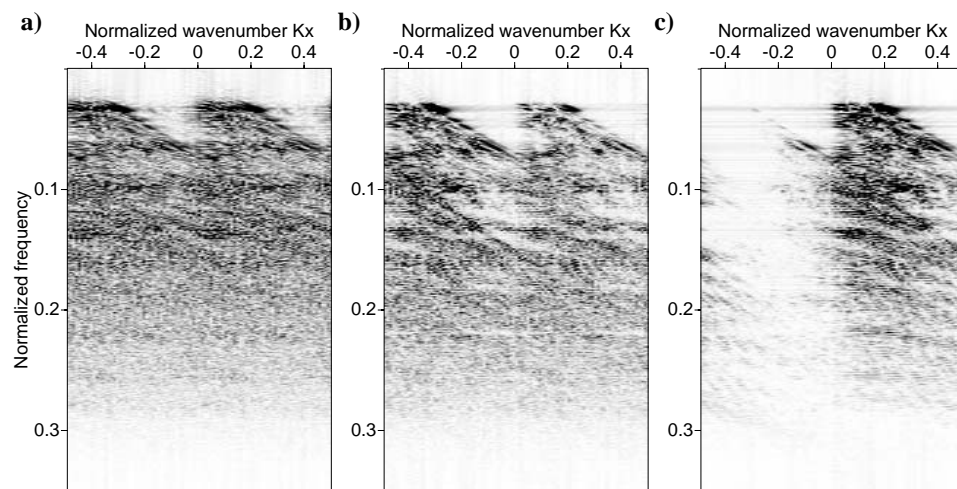 a) Normalized wavenumber Kx
-0.4 -0.2 0 0.2 0.4
b) Normalized wavenumber Kx
-0.4 -0.2 0 0.2 0.4
c) Normalized wavenumber Kx
-0.4 -0.2 0 0.2 0.4
Normalized frequency
0.1
0.2
0.3
0.1
0.2
0.3
0.1
0.2
0.3